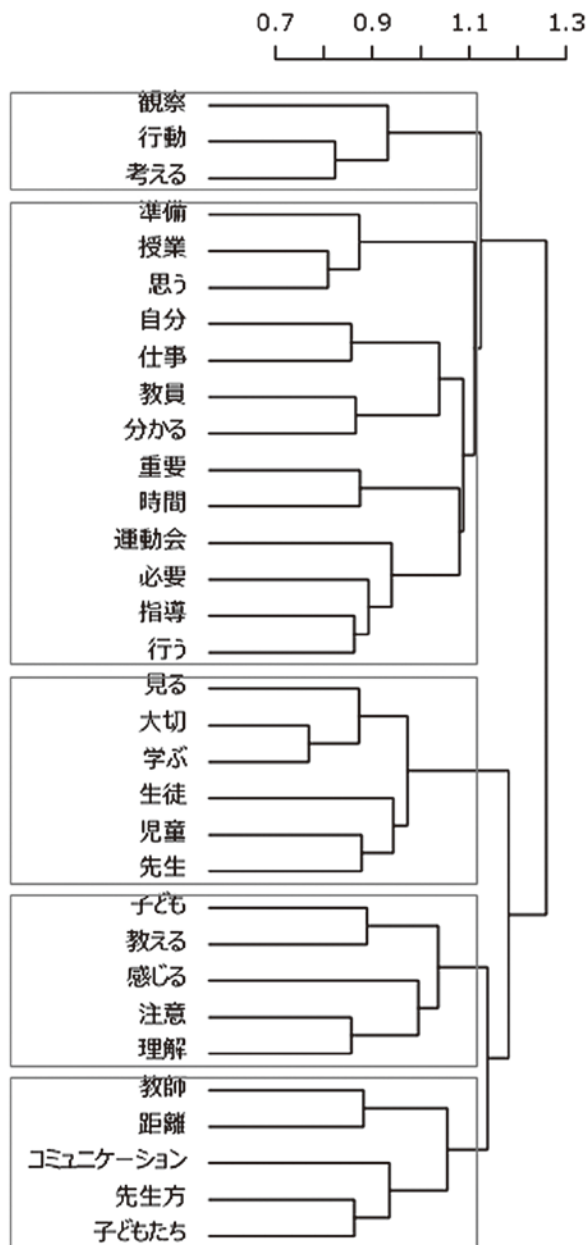 0.7 0.9 1.1 1.3
観察
行動
考える
準備
授業
思う
自分
仕事
教員
分かる
重要
時間
運動会
必要
指導
行う
見る
大切
学ぶ
生徒
児童
先生
子ども
教える
感じる
注意
理解
教師
距離
コミュニケーション
先生方
子どもたち